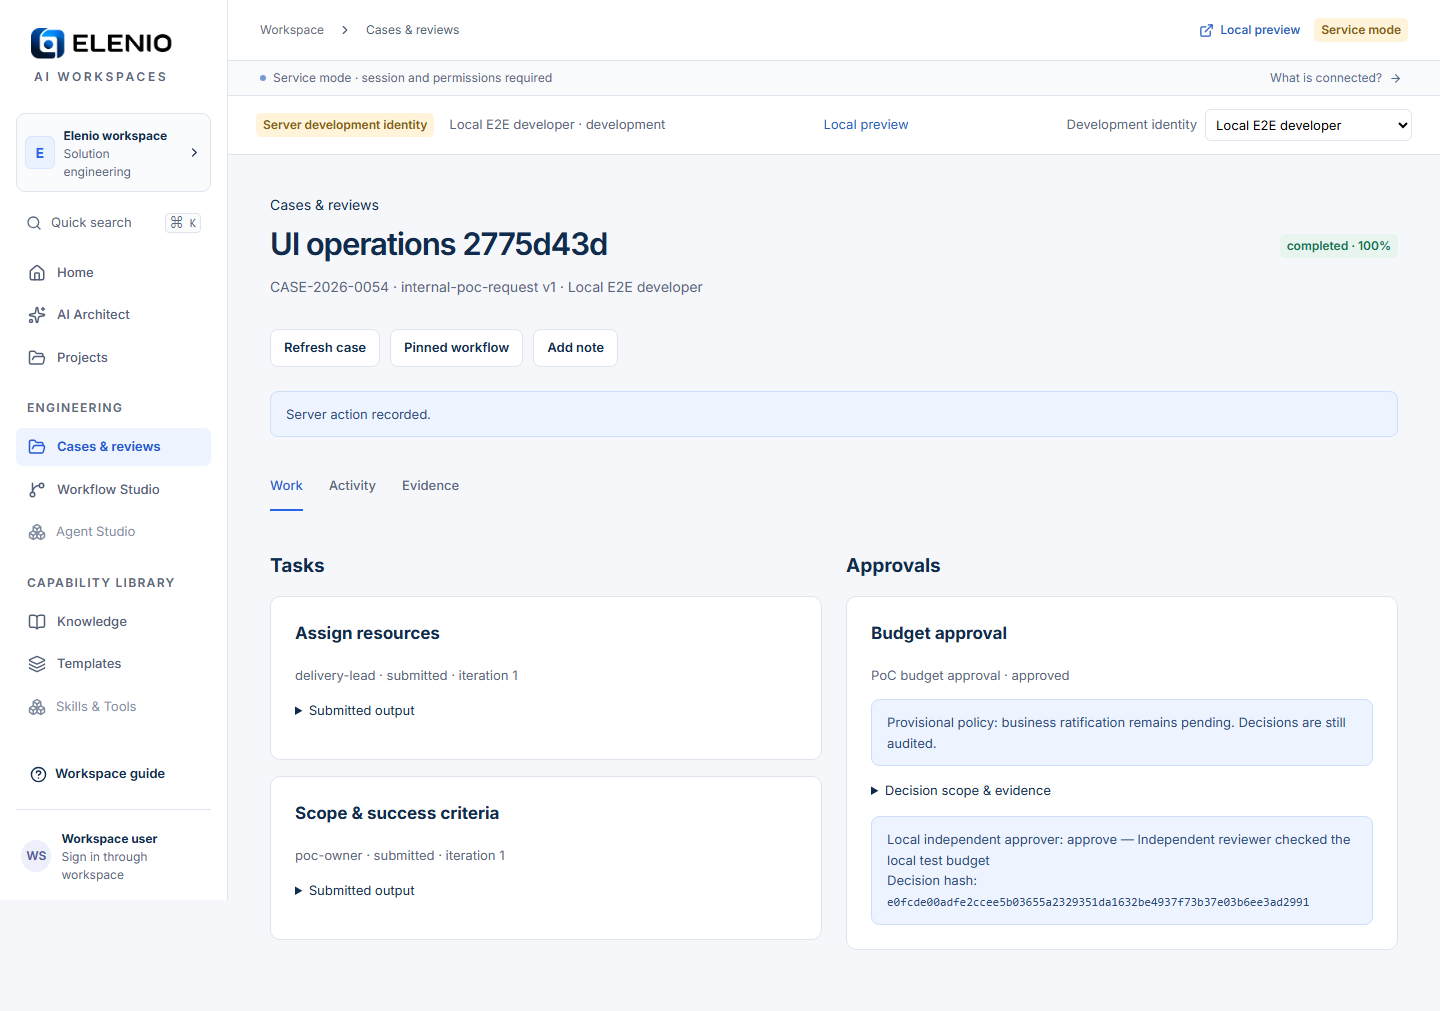 ELENIO
AI WORKSPACES
E
Elenio workspace
Solution
engineering
Quick search
⌘ K
Home
AI Architect
Projects
ENGINEERING
Cases & reviews
Workflow Studio
Agent Studio
CAPABILITY LIBRARY
Knowledge
Templates
Skills & Tools
Workspace guide
WS
Workspace user
Sign in through
workspace
Workspace
Cases & reviews
Local preview
Service mode
Service mode · session and permissions required
What is connected?
Server development identity
Local E2E developer · development
Local preview
Development identity
Local E2E developer
Cases & reviews
UI operations 2775d43d
completed · 100%
CASE-2026-0054 · internal-poc-request v1 · Local E2E developer
Refresh case
Pinned workflow
Add note
Server action recorded.
Work
Activity
Evidence
Tasks
Assign resources
delivery-lead · submitted · iteration 1
Submitted output
Scope & success criteria
poc-owner · submitted · iteration 1
Submitted output
Approvals
Budget approval
PoC budget approval · approved
Provisional policy: business ratification remains pending. Decisions are still
audited.
Decision scope & evidence
Local independent approver: approve — Independent reviewer checked the
local test budget
Decision hash:
e0fcde00adfe2ccee5b03655a2329351da1632be4937f73b37e03b6ee3ad2991